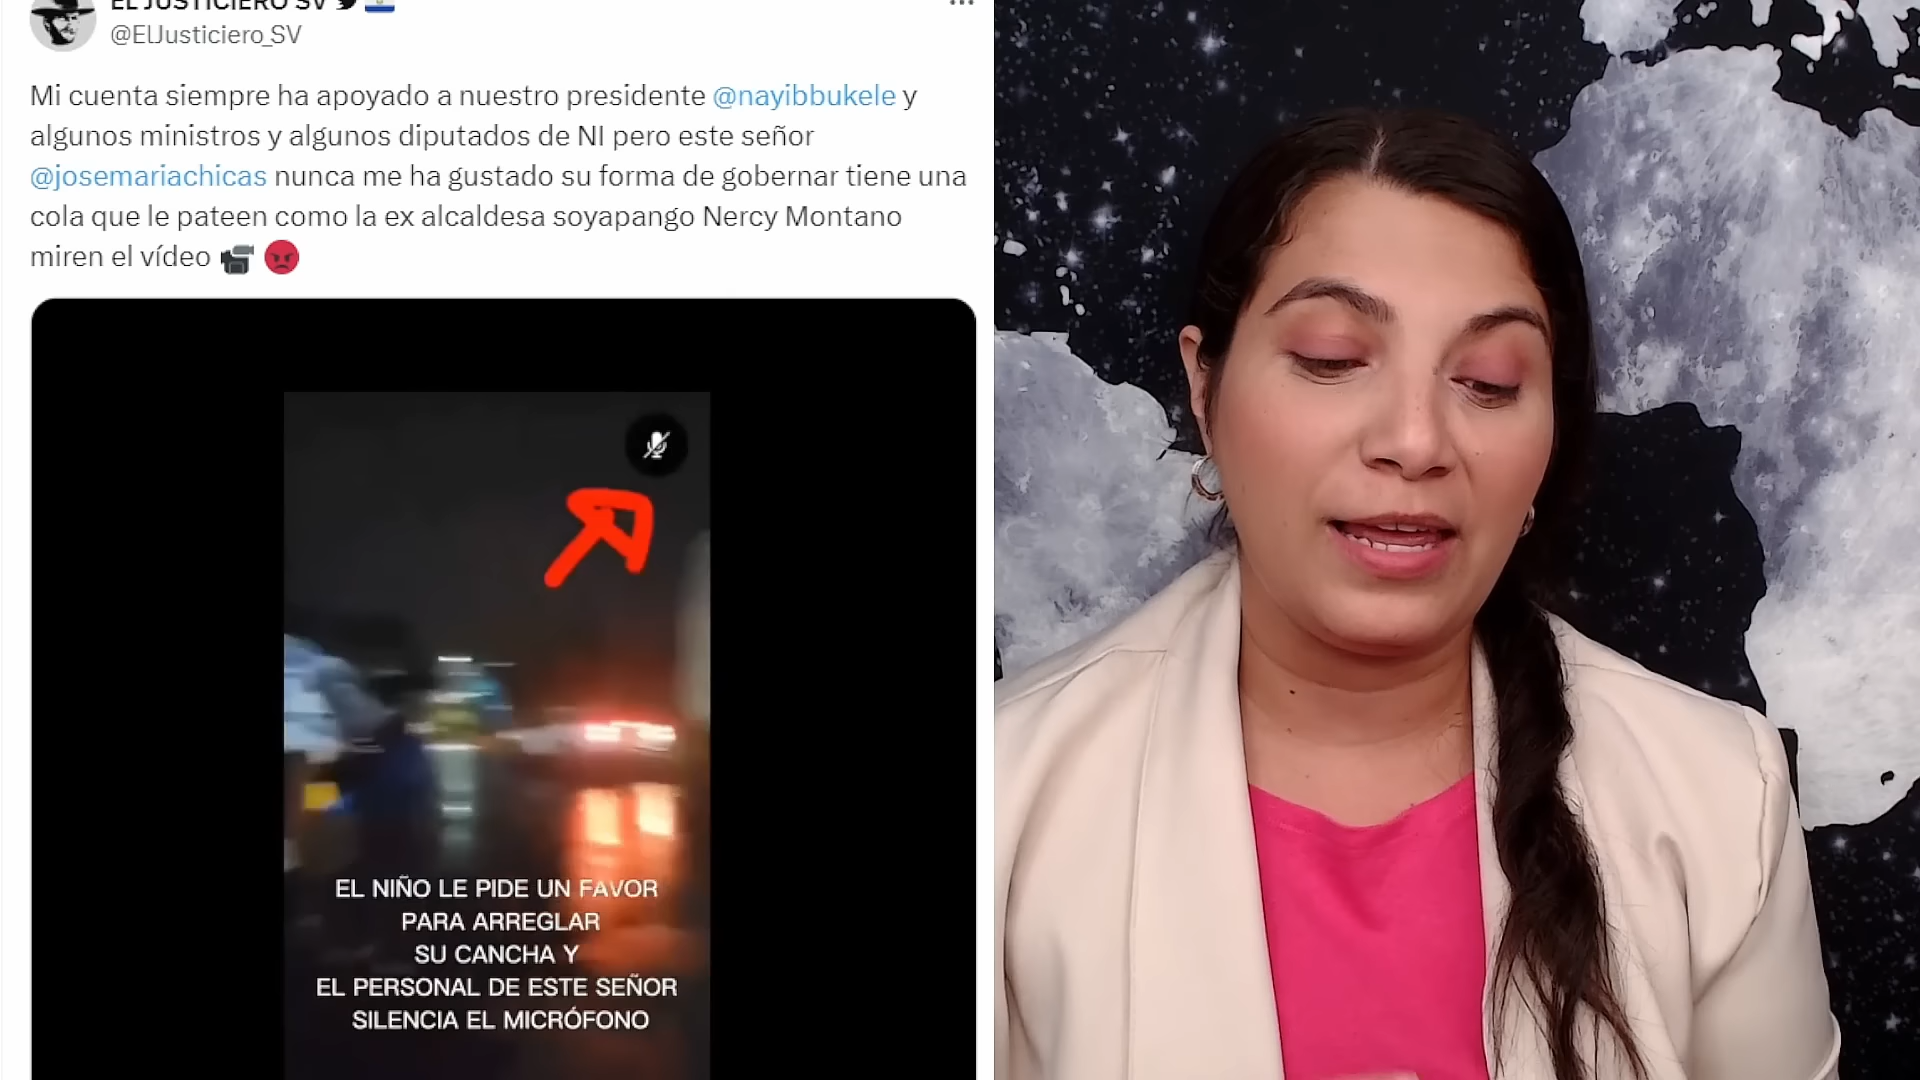 EL JUSTICIERO SV
@ElJusticiero_SV
Mi cuenta siempre ha apoyado a nuestro presidente @nayibbukele y
algunos ministros y algunos diputados de NI pero este señor
@josemariachicas nunca me ha gustado su forma de gobernar tiene una
cola que le pateen como la ex alcaldesa soyapango Nercy Montano
miren el vídeo
EL NIÑO LE PIDE UN FAVOR
PARA ARREGLAR
SU CANCHA Y
EL PERSONAL DE ESTE SEÑOR
SILENCIA EL MICRÓFONO